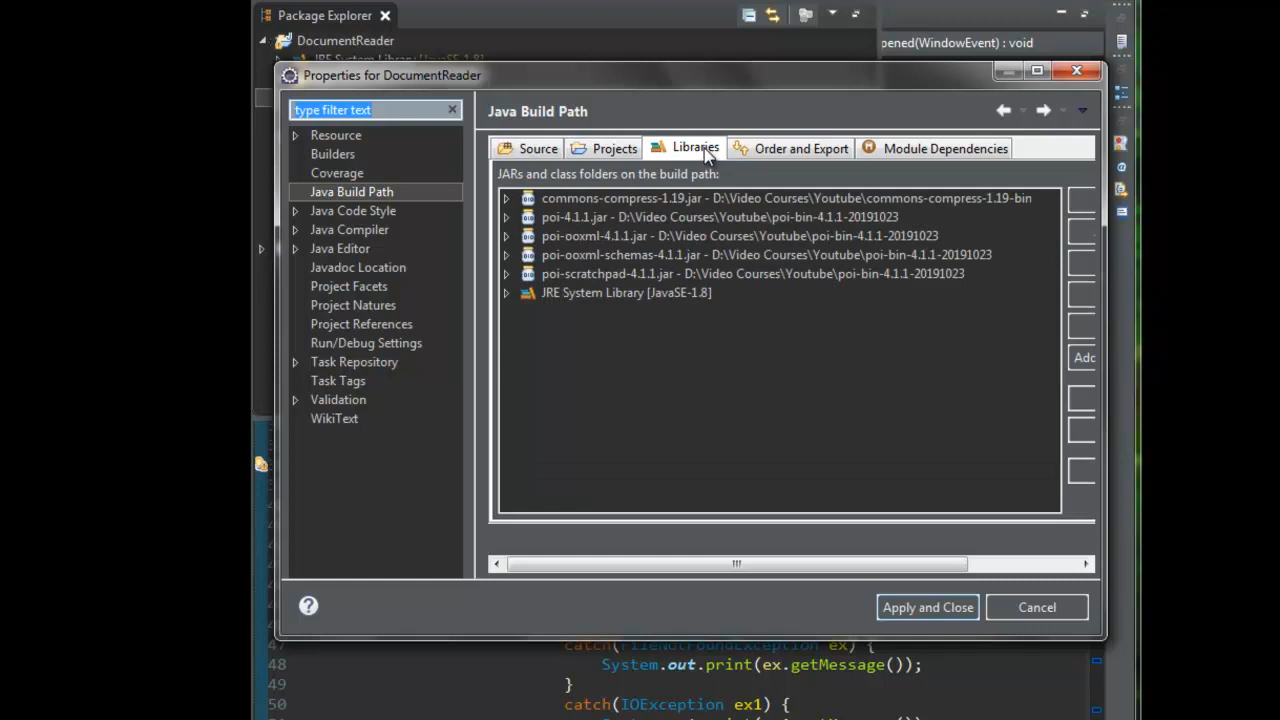 Package Explorer
DocumentReader
JRE System Library [JavaSE-1.8]
pened(WindowEvent) : void
Properties for DocumentReader
type filter text
Resource
Builders
Coverage
Java Build Path
Java Code Style
Java Compiler
Java Editor
Javadoc Location
Project Facets
Project Natures
Project References
Run/Debug Settings
Task Repository
Task Tags
Validation
WikiText
Java Build Path
Source Projects Libraries Order and Export Module Dependencies
JARs and class folders on the build path:
commons-compress-1.19.jar - D:\Video Courses\Youtube\commons-compress-1.19-bin
poi-4.1.1.jar - D:\Video Courses\Youtube\poi-bin-4.1.1-20191023
poi-ooxml-4.1.1.jar - D:\Video Courses\Youtube\poi-bin-4.1.1-20191023
poi-ooxml-schemas-4.1.1.jar - D:\Video Courses\Youtube\poi-bin-4.1.1-20191023
poi-scratchpad-4.1.1.jar - D:\Video Courses\Youtube\poi-bin-4.1.1-20191023
JRE System Library [JavaSE-1.8]
Adc
Apply and Close Cancel
47 catch(FileNotFoundException ex) {
48 System.out.print(ex.getMessage());
49 }
50 catch(IOException ex1) {